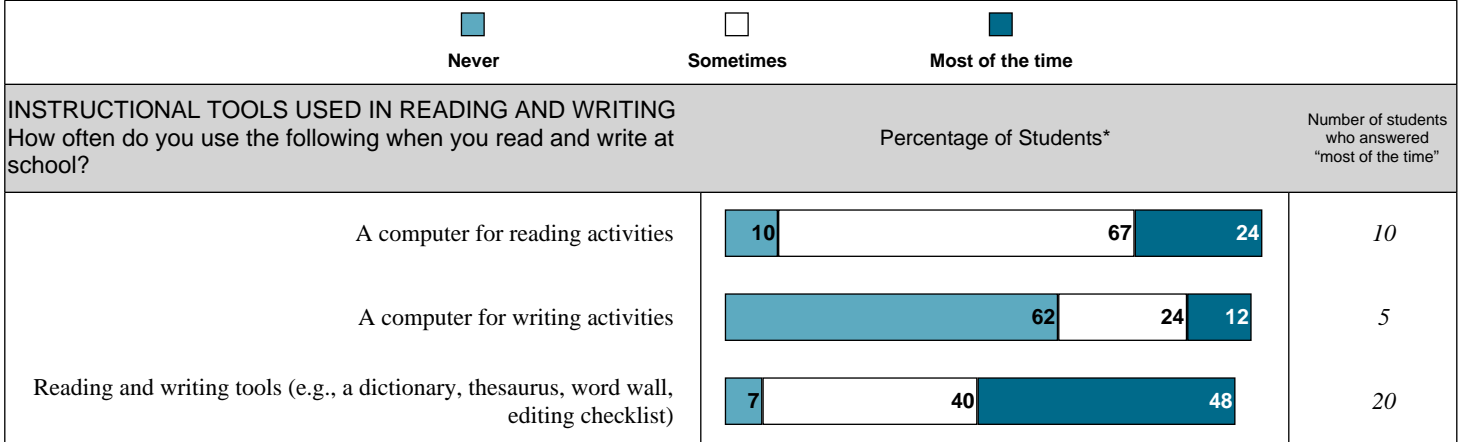 Never Sometimes Most of the time
INSTRUCTIONAL TOOLS USED IN READING AND WRITING
How often do you use the following when you read and write at
school?
Percentage of Students*
Number of students
who answered
“most of the time”
A computer for reading activities 10 67 24 10
A computer for writing activities 62 24 12 5
Reading and writing tools (e.g., a dictionary, thesaurus, word wall,
editing checklist) 7 40 48 20